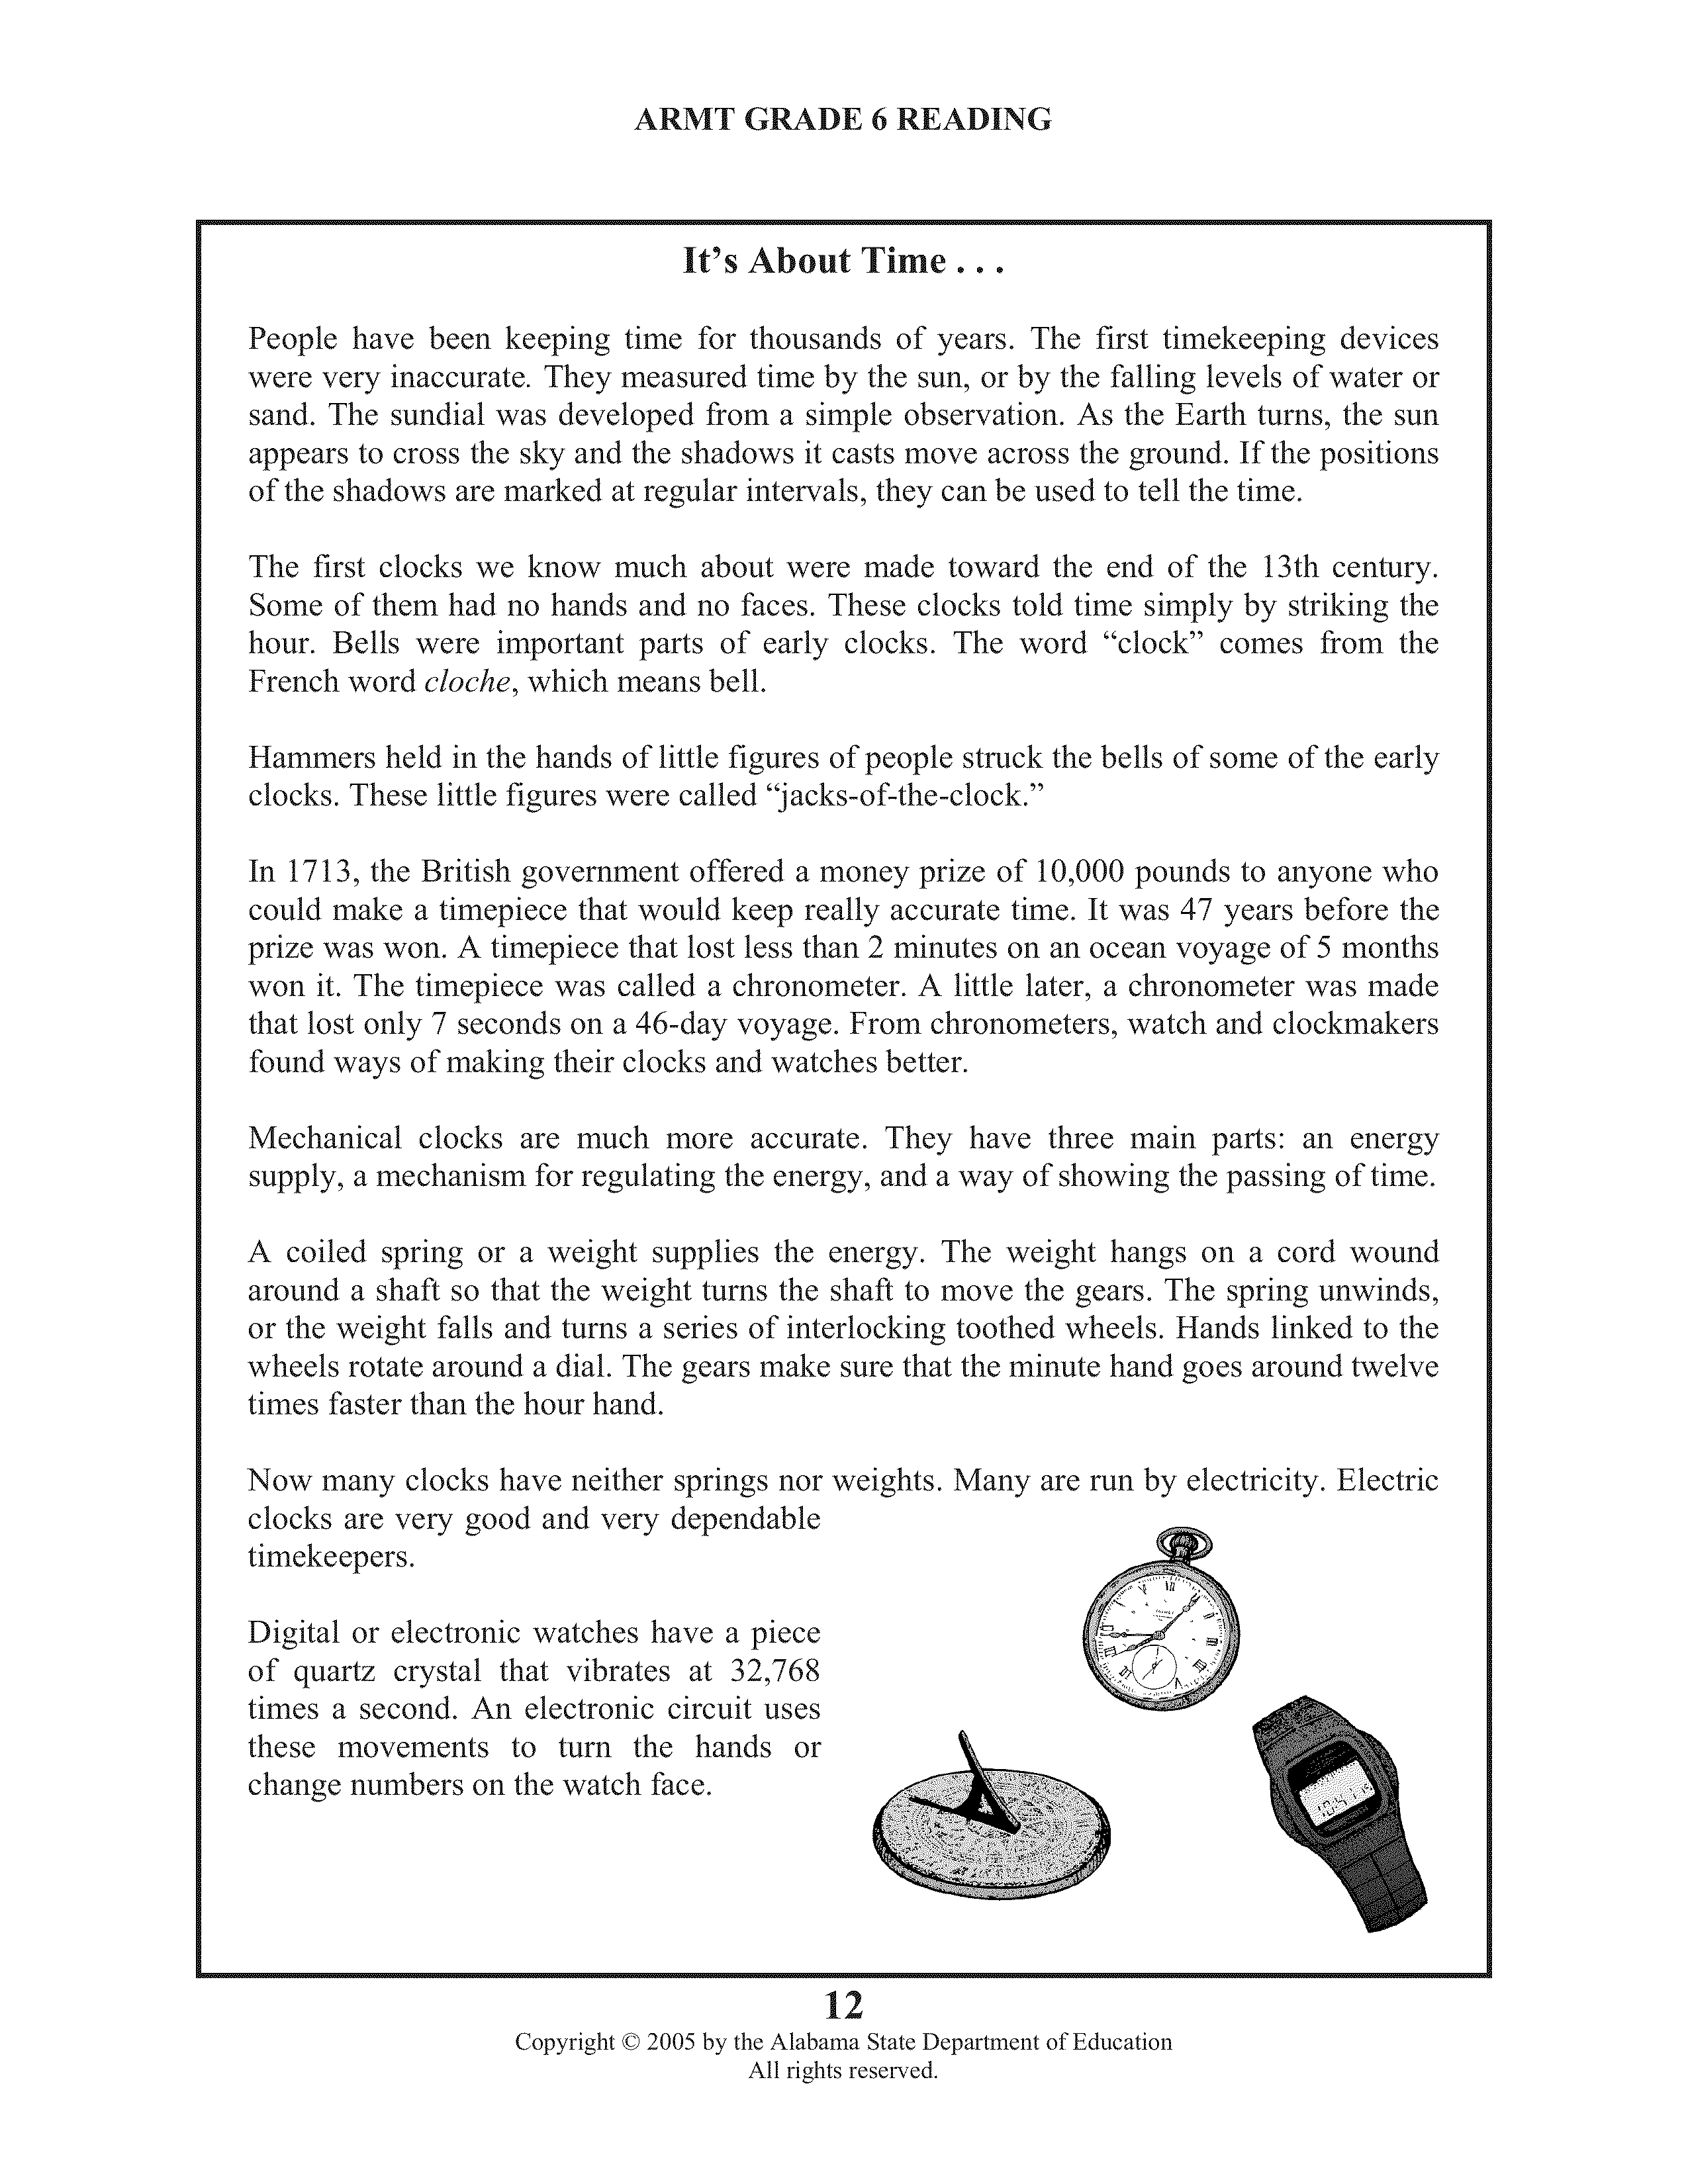 ARMT GRADE 6 READING
It's About Time . . .
People have been keeping time for thousands of years. The first timekeeping devices
were very inaccurate. They measured time by the sun, or by the falling levels of water or
sand. The sundial was developed from a simple observation. As the Earth turns, the sun
appears to cross the sky and the shadows it casts move across the ground. If the positions
of the shadows are marked at regular intervals, they can be used to tell the time.
The first clocks we know much about were made toward the end of the 13th century.
Some of them had no hands and no faces. These clocks told time simply by striking the
hour. Bells were important parts of early clocks. The word “clock” comes from the
French word cloche, which means bell.
Hammers held in the hands of little figures of people struck the bells of some of the early
clocks. These little figures were called “jacks-of-the-clock.”
In 1713, the British government offered a money prize of 10,000 pounds to anyone who
could make a timepiece that would keep really accurate time. It was 47 years before the
prize was won. A timepiece that lost less than 2 minutes on an ocean voyage of 5 months
won it. The timepiece was called a chronometer. A little later, a chronometer was made
that lost only 7 seconds on a 46-day voyage. From chronometers, watch and clockmakers
found ways of making their clocks and watches better.
Mechanical clocks are much more accurate. They have three main parts: an energy
supply, a mechanism for regulating the energy, and a way of showing the passing of time.
A coiled spring or a weight supplies the energy. The weight hangs on a cord wound
around a shaft so that the weight turns the shaft to move the gears. The spring unwinds,
or the weight falls and turns a series of interlocking toothed wheels. Hands linked to the
wheels rotate around a dial. The gears make sure that the minute hand goes around twelve
times faster than the hour hand.
Now many clocks have neither springs nor weights. Many are run by electricity. Electric
clocks are very good and very dependable
timekeepers.
Digital or electronic watches have a piece
of quartz crystal that vibrates at 32,768
times a second. An electronic circuit uses
these movements to turn the hands or
change numbers on the watch face.
12
Copyright © 2005 by the Alabama State Department of Education
All rights reserved.